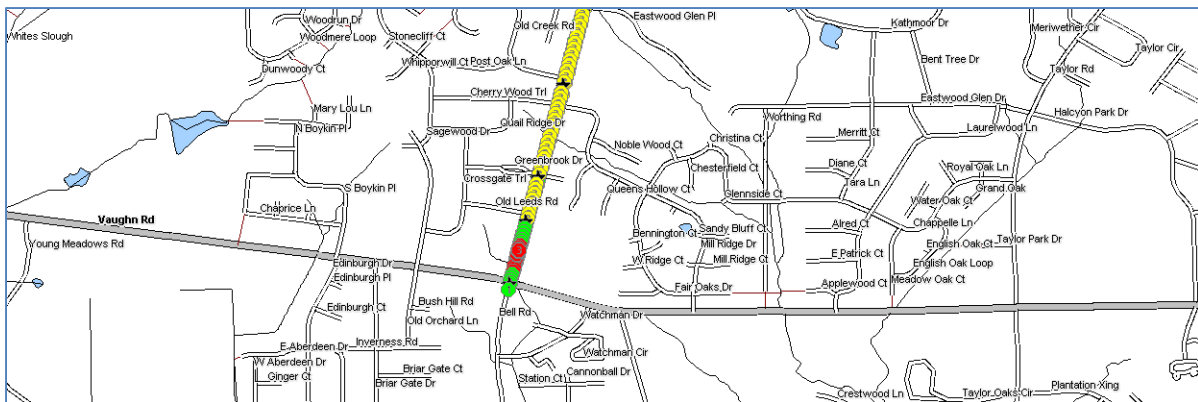 Woodrun Dr
Old Creek Rd
Eastwood Glen Pl
Kathmoor Dr
Meriwether Cir
Whites Slough
Woodmere Loop
Stonecliff Ct
Taylor Cir
Dunwoody Ct
Whipporwill Ct
Post Oak Ln
Bent Tree Dr
Taylor Rd
Cherry Wood Trl
Eastwood Glen Dr
Mary Lou Ln
Quail Ridge Dr
Worthing Rd
Halcyon Park Dr
N Boykin Pl
Sagewood Dr
Christina Ct
Merritt Ct
Laurelwood Ln
Noble Wood Ct
Greenbrook Dr
Chesterfield Ct
Diane Ct
Royal Oak Ln
Crossgate Trl
Tara Ln
Grand Oak
S Boykin Pl
Queens Hollow Ct
Glennside Ct
Old Leeds Rd
Water Oak Ct
Chaprice Ln
Vaughn Rd
Sandy Bluff Ct
Alred Ct
Chappelle Ln
Bennington Ct
Young Meadows Rd
Mill Ridge Dr
English Oak Ct
Taylor Park Dr
3
W Ridge Ct
Mill Ridge Ct
E Patrick Ct
English Oak Loop
Edinburgh Dr
Edinburgh Pl
Applewood Ct
Meadow Oak Ct
Fair Oaks Dr
Edinburgh Ct
Bush Hill Rd
Bell Rd
Watchman Dr
Old Orchard Ln
E Aberdeen Dr
Inverness Rd
Watchman Cir
W Aberdeen Dr
Briar Gate Ct
Cannonball Dr
Ginger Ct
Briar Gate Dr
Station Ct
Plantation Xing
Crestwood Ln
Taylor Oaks Cir